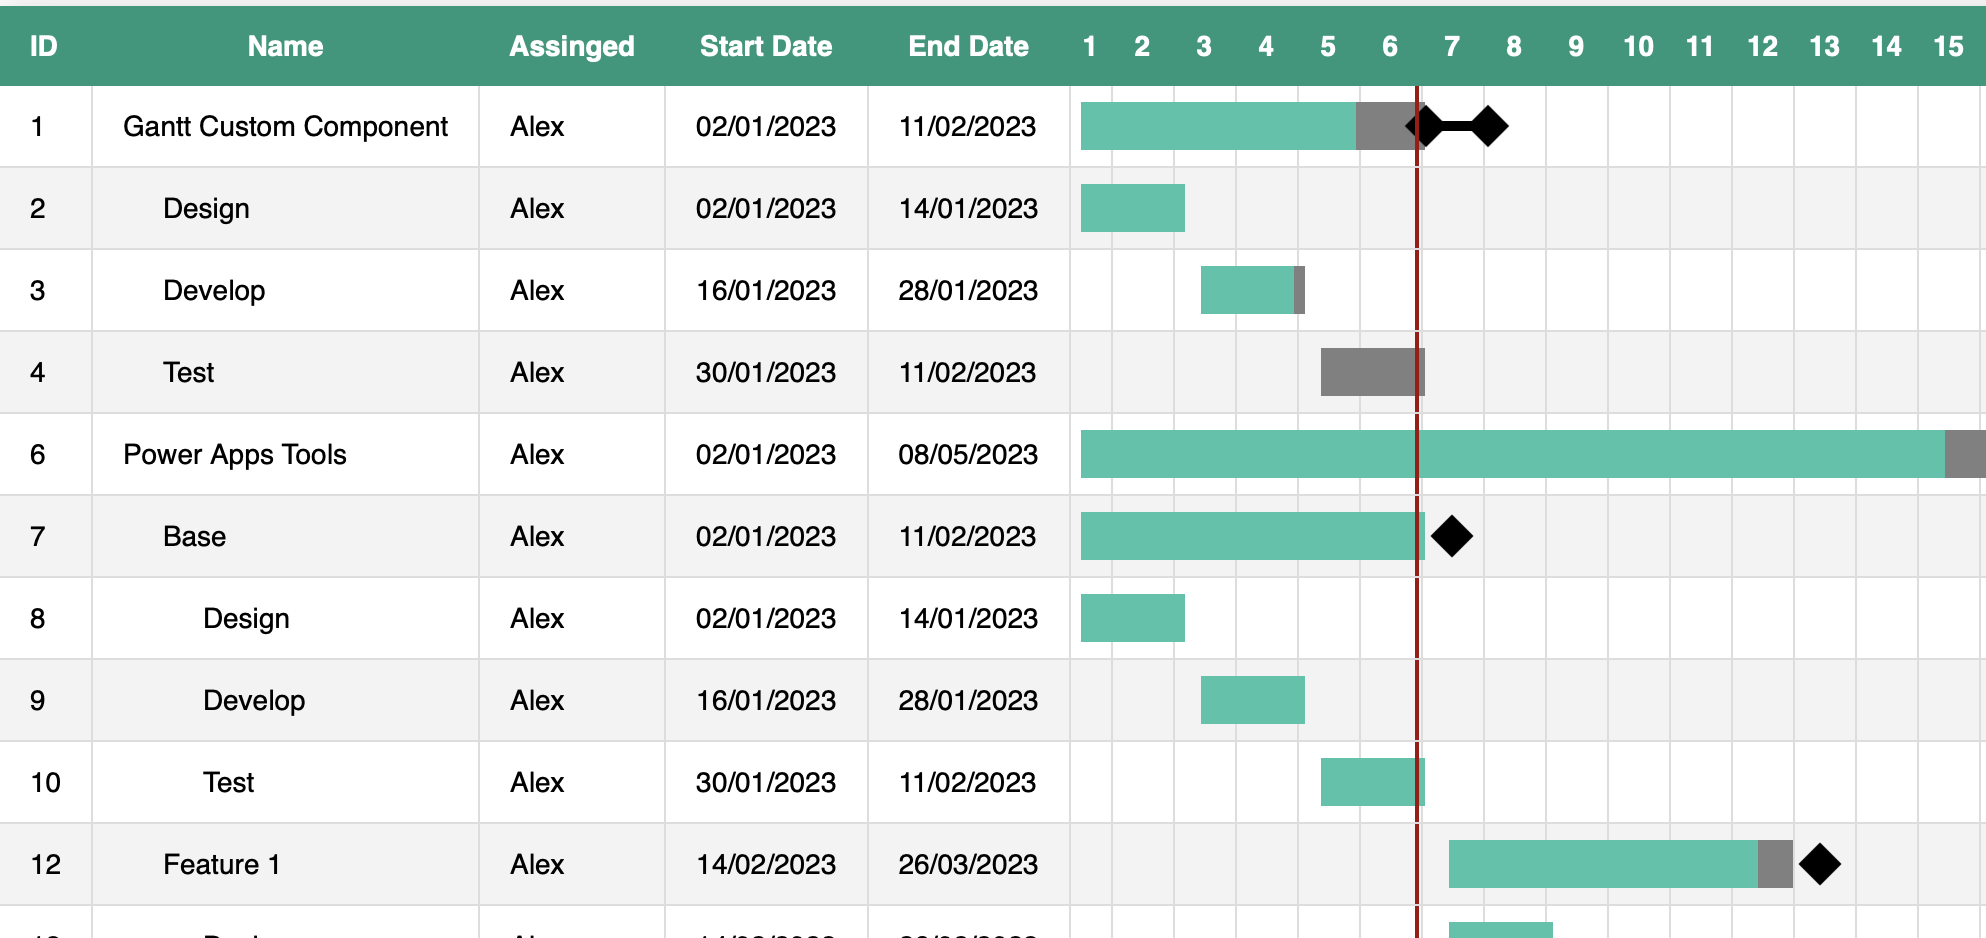 ID Name Assinged Start Date End Date 1 2 3 4 5 6 7 8 9 10 11 12 13 14 15
1 Gantt Custom Component Alex 02/01/2023 11/02/2023
2 Design Alex 02/01/2023 14/01/2023
3 Develop Alex 16/01/2023 28/01/2023
4 Test Alex 30/01/2023 11/02/2023
6 Power Apps Tools Alex 02/01/2023 08/05/2023
7 Base Alex 02/01/2023 11/02/2023
8 Design Alex 02/01/2023 14/01/2023
9 Develop Alex 16/01/2023 28/01/2023
10 Test Alex 30/01/2023 11/02/2023
12 Feature 1 Alex 14/02/2023 26/03/2023